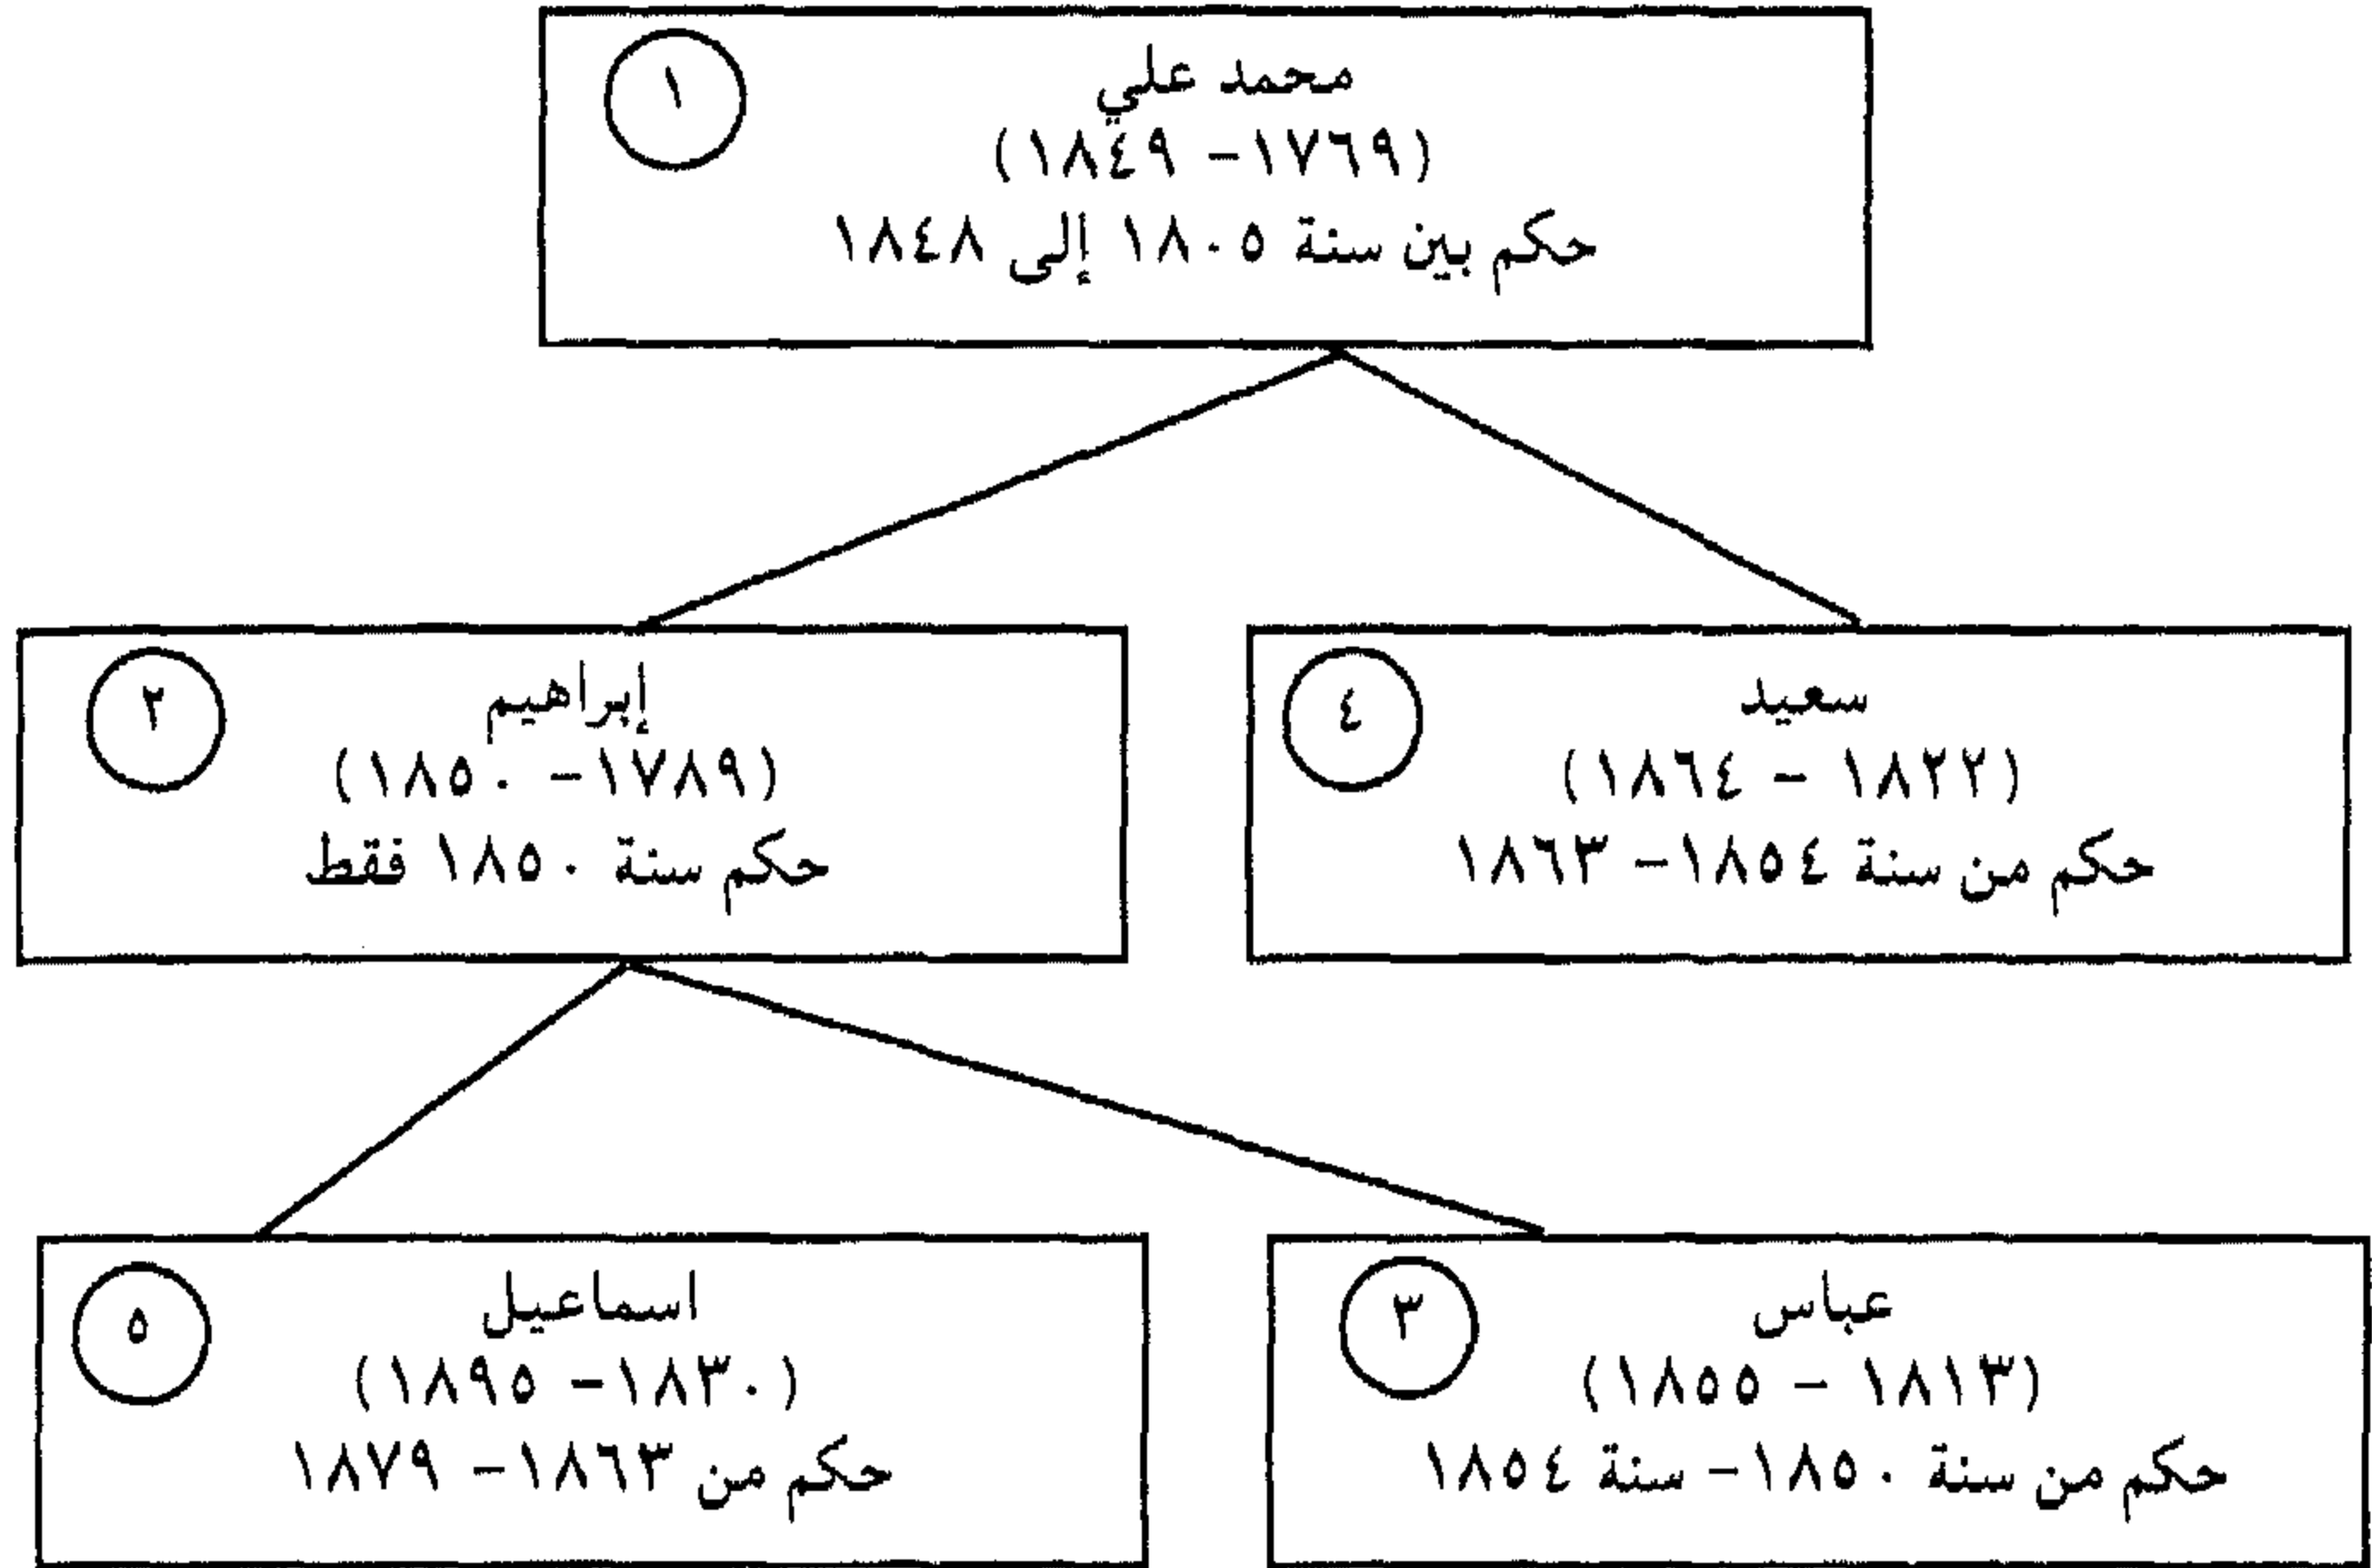 ١
محمد علي
(١٧٦٩ - ١٨٤٩)
حكم بين سنة ١٨٠٥ إلى ١٨٤٨
٤
سعيد
(١٨٢٢ - ١٨٦٤)
حكم من سنة ١٨٥٤ - ١٨٦٣
٢
إبراهيم
(١٧٨٩ - ١٨٥٠)
حكم سنة ١٨٥٠ فقط
٣
عباس
(١٨١٣ - ١٨٥٥)
حكم من سنة ١٨٥٠ - سنة ١٨٥٤
٥
اسماعيل
(١٨٣٠ - ١٨٩٥)
حكم من ١٨٦٣ - ١٨٧٩